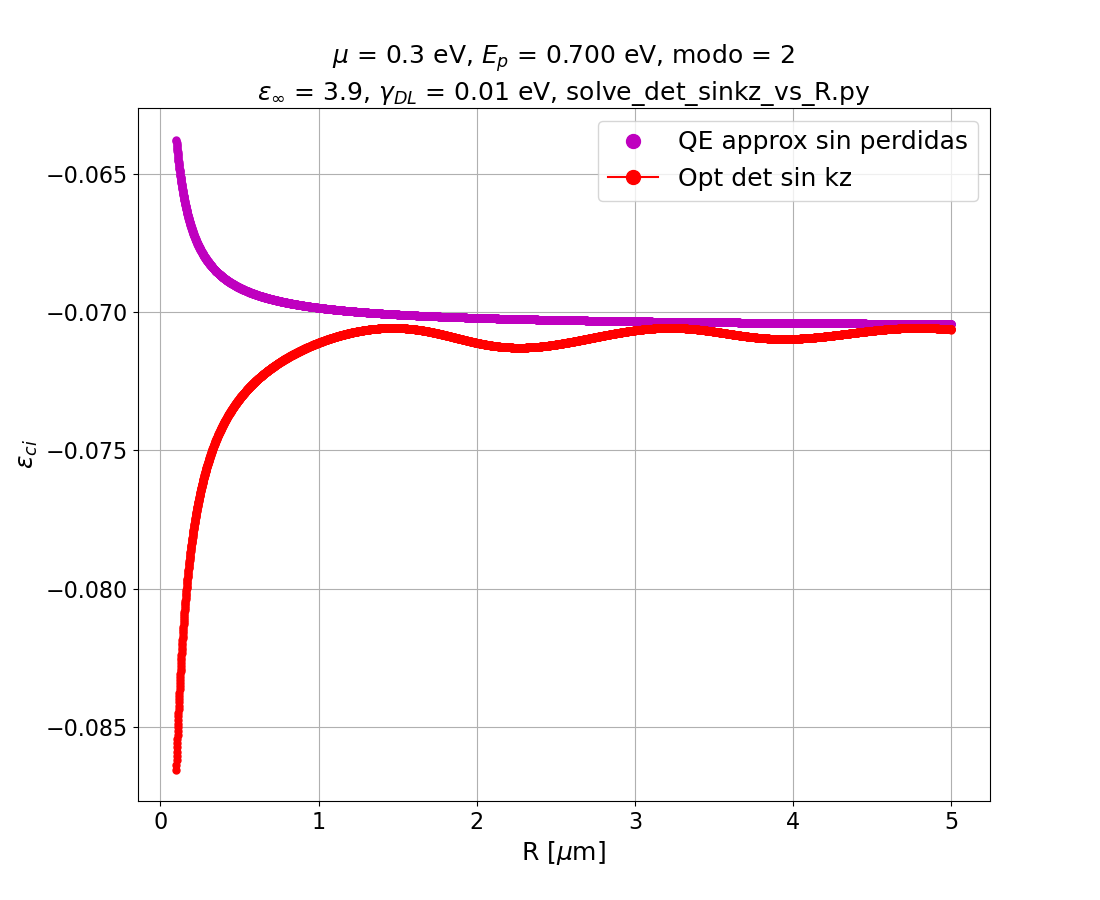 μ = 0.3 eV, E_p = 0.700 eV, modo = 2
ε_∞ = 3.9, γ_DL = 0.01 eV, solve_det_sinkz_vs_R.py
QE approx sin perdidas
Opt det sin kz
−0.065
−0.070
−0.075
−0.080
−0.085
ε_ci
0 1 2 3 4 5
R [μm]